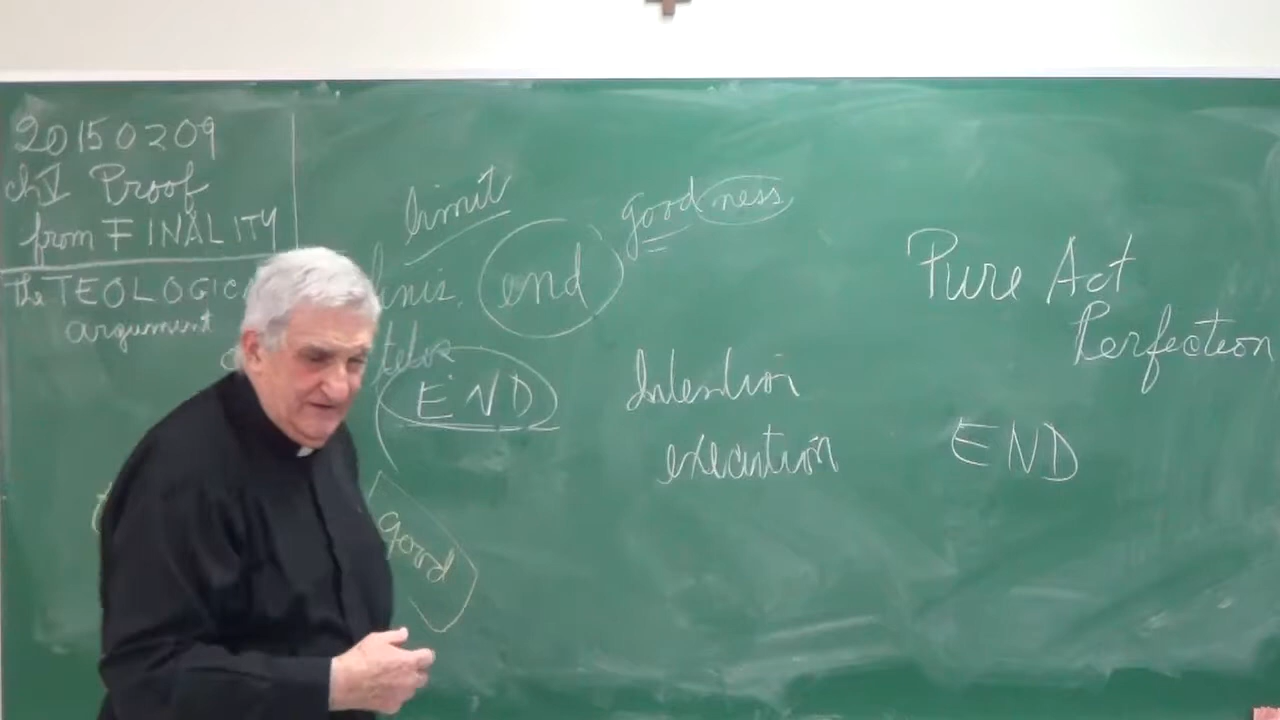 20150209
ch V Proof
from FINALITY
the TEOLOGIC
argument
limit
goodness
finis, end
telos
END
good
Intention
execution
Pure Act
Perfection
END